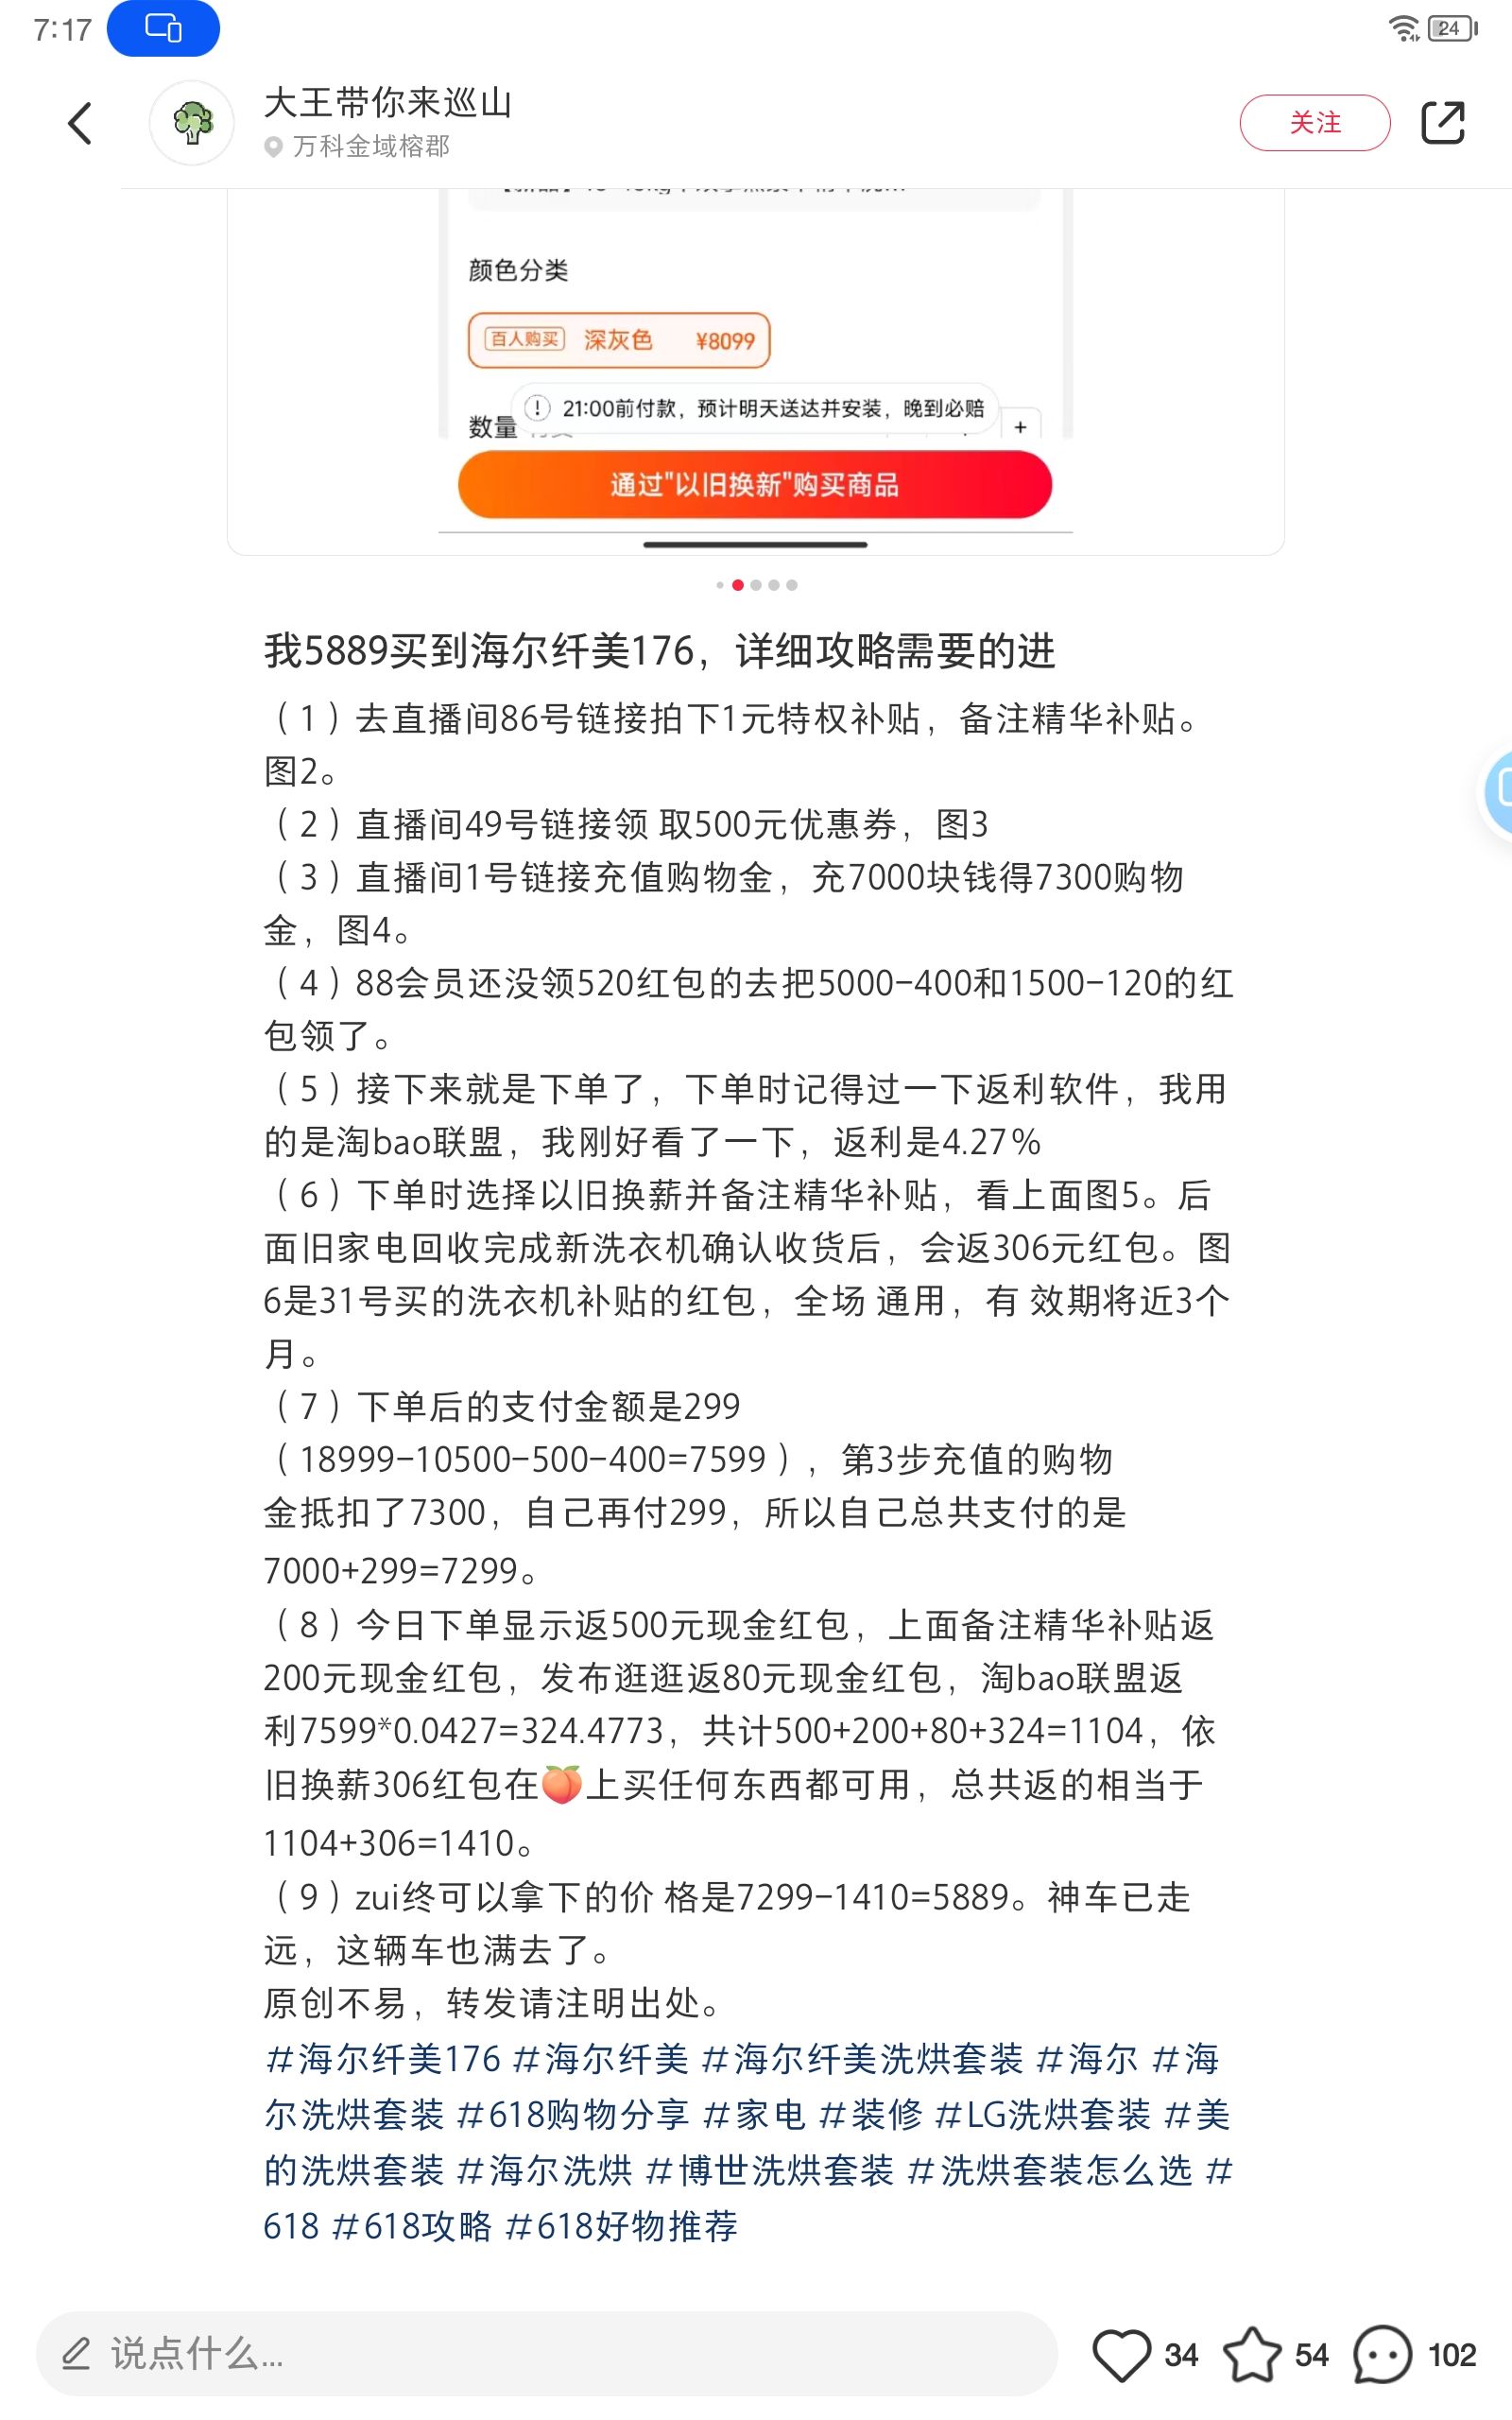 7:17
24
大王带你来巡山
万科金域榕郡
关注
颜色分类
百人购买 深灰色 ¥8099
21:00前付款，预计明天送达并安装，晚到必赔
数量
+
通过"以旧换新"购买商品
我5889买到海尔纤美176，详细攻略需要的进
（1）去直播间86号链接拍下1元特权补贴，备注精华补贴。
图2。
（2）直播间49号链接领 取500元优惠券，图3
（3）直播间1号链接充值购物金，充7000块钱得7300购物
金，图4。
（4）88会员还没领520红包的去把5000-400和1500-120的红
包领了。
（5）接下来就是下单了，下单时记得过一下返利软件，我用
的是淘bao联盟，我刚好看了一下，返利是4.27%
（6）下单时选择以旧换薪并备注精华补贴，看上面图5。后
面旧家电回收完成新洗衣机确认收货后，会返306元红包。图
6是31号买的洗衣机补贴的红包，全场 通用，有 效期将近3个
月。
（7）下单后的支付金额是299
（18999-10500-500-400=7599），第3步充值的购物
金抵扣了7300，自己再付299，所以自己总共支付的是
7000+299=7299。
（8）今日下单显示返500元现金红包，上面备注精华补贴返
200元现金红包，发布逛逛返80元现金红包，淘bao联盟返
利7599*0.0427=324.4773，共计500+200+80+324=1104，依
旧换薪306红包在🍑上买任何东西都可用，总共返的相当于
1104+306=1410。
（9）zui终可以拿下的价 格是7299-1410=5889。神车已走
远，这辆车也满去了。
原创不易，转发请注明出处。
#海尔纤美176 #海尔纤美 #海尔纤美洗烘套装 #海尔 #海
尔洗烘套装 #618购物分享 #家电 #装修 #LG洗烘套装 #美
的洗烘套装 #海尔洗烘 #博世洗烘套装 #洗烘套装怎么选 #
618 #618攻略 #618好物推荐
说点什么...
34
54
102